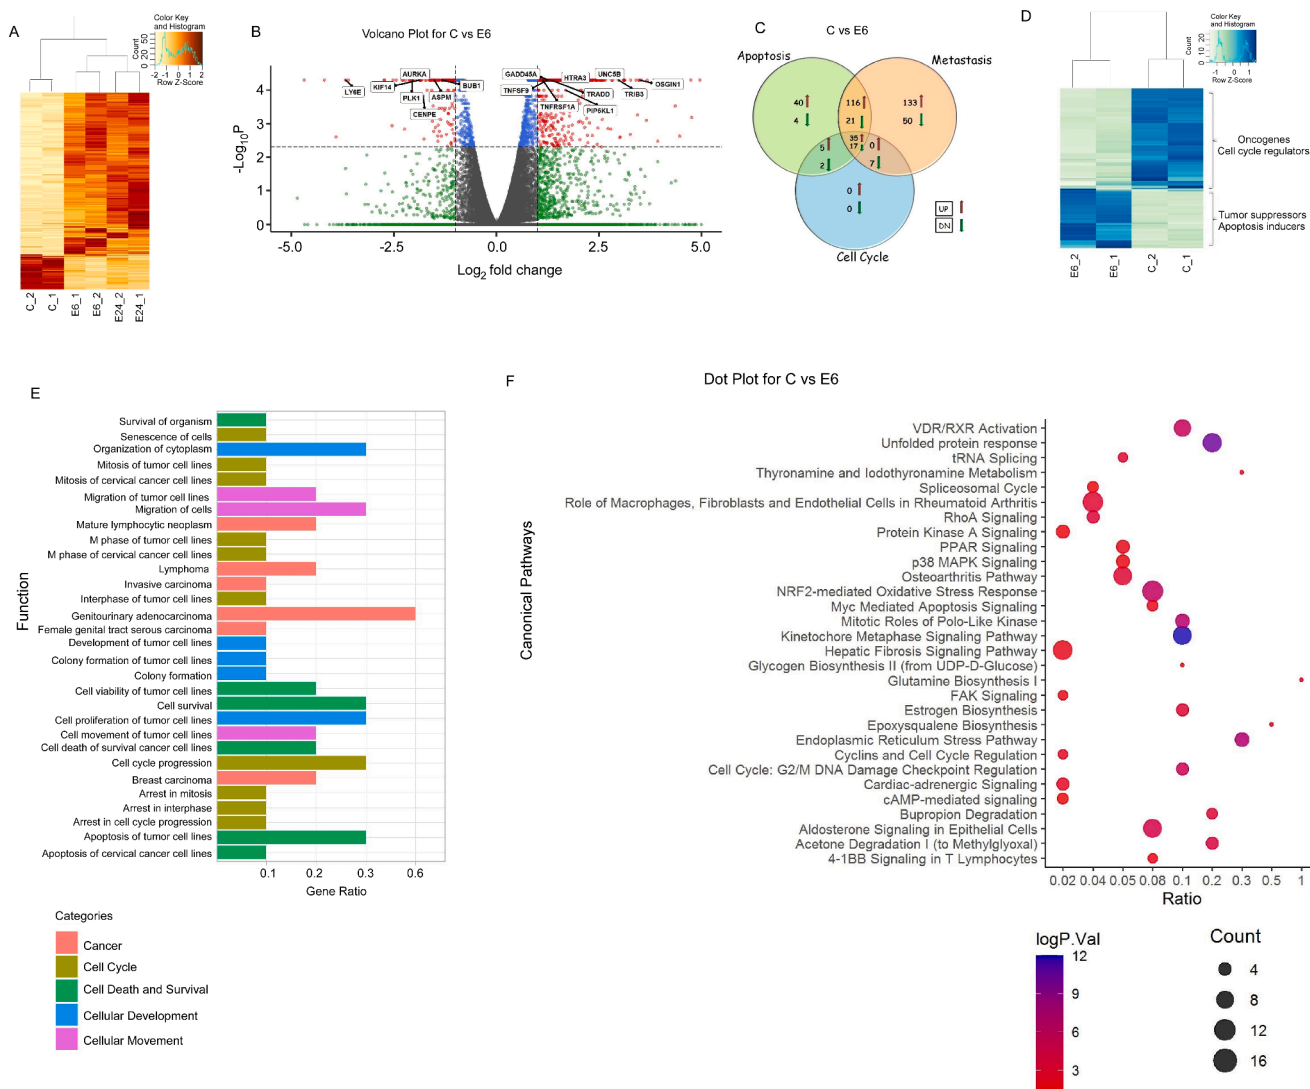 A
Color Key
and Histogram
Count
0 20 50
-2 -1 0 1 2
Row Z-Score
C_2
C_1
E6_1
E6_2
E24_2
E24_1
B
Volcano Plot for C vs E6
-Log10P
4
3
2
1
0
AURKA
LY6E
KIF14
PLK1
ASPM
BUB1
CENPE
GADD45A
HTRA3
UNC5B
OSGIN1
TNFSF9
TRADD
TRIB3
TNFRSF1A
PIP5KL1
-5.0
-2.5
0.0
2.5
5.0
Log2 fold change
C
C vs E6
Apoptosis
Metastasis
40
4
116
21
133
50
35
17
5
2
0
7
0
0
Cell Cycle
UP
DN
D
Color Key
and Histogram
Count
0 10 20
-1 0 1
Row Z-Score
Oncogenes
Cell cycle regulators
Tumor suppressors
Apoptosis inducers
E6_2
E6_1
C_2
C_1
E
Function
Survival of organism
Senescence of cells
Organization of cytoplasm
Mitosis of tumor cell lines
Mitosis of cervical cancer cell lines
Migration of tumor cell lines
Migration of cells
Mature lymphocytic neoplasm
M phase of tumor cell lines
M phase of cervical cancer cell lines
Lymphoma
Invasive carcinoma
Interphase of tumor cell lines
Genitourinary adenocarcinoma
Female genital tract serous carcinoma
Development of tumor cell lines
Colony formation of tumor cell lines
Colony formation
Cell viability of tumor cell lines
Cell survival
Cell proliferation of tumor cell lines
Cell movement of tumor cell lines
Cell death of survival cancer cell lines
Cell cycle progression
Breast carcinoma
Arrest in mitosis
Arrest in interphase
Arrest in cell cycle progression
Apoptosis of tumor cell lines
Apoptosis of cervical cancer cell lines
0.1
0.2
0.3
0.6
Gene Ratio
Categories
Cancer
Cell Cycle
Cell Death and Survival
Cellular Development
Cellular Movement
F
Dot Plot for C vs E6
Canonical Pathways
VDR/RXR Activation
Unfolded protein response
tRNA Splicing
Thyronamine and Iodothyronamine Metabolism
Spliceosomal Cycle
Role of Macrophages, Fibroblasts and Endothelial Cells in Rheumatoid Arthritis
RhoA Signaling
Protein Kinase A Signaling
PPAR Signaling
p38 MAPK Signaling
Osteoarthritis Pathway
NRF2-mediated Oxidative Stress Response
Myc Mediated Apoptosis Signaling
Mitotic Roles of Polo-Like Kinase
Kinetochore Metaphase Signaling Pathway
Hepatic Fibrosis Signaling Pathway
Glycogen Biosynthesis II (from UDP-D-Glucose)
Glutamine Biosynthesis I
FAK Signaling
Estrogen Biosynthesis
Epoxysqualene Biosynthesis
Endoplasmic Reticulum Stress Pathway
Cyclins and Cell Cycle Regulation
Cell Cycle: G2/M DNA Damage Checkpoint Regulation
Cardiac-adrenergic Signaling
cAMP-mediated signaling
Bupropion Degradation
Aldosterone Signaling in Epithelial Cells
Acetone Degradation I (to Methylglyoxal)
4-1BB Signaling in T Lymphocytes
0.02 0.04 0.05 0.08 0.1 0.2 0.3 0.5 1
Ratio
logP.Val
12
9
6
3
Count
4
8
12
16